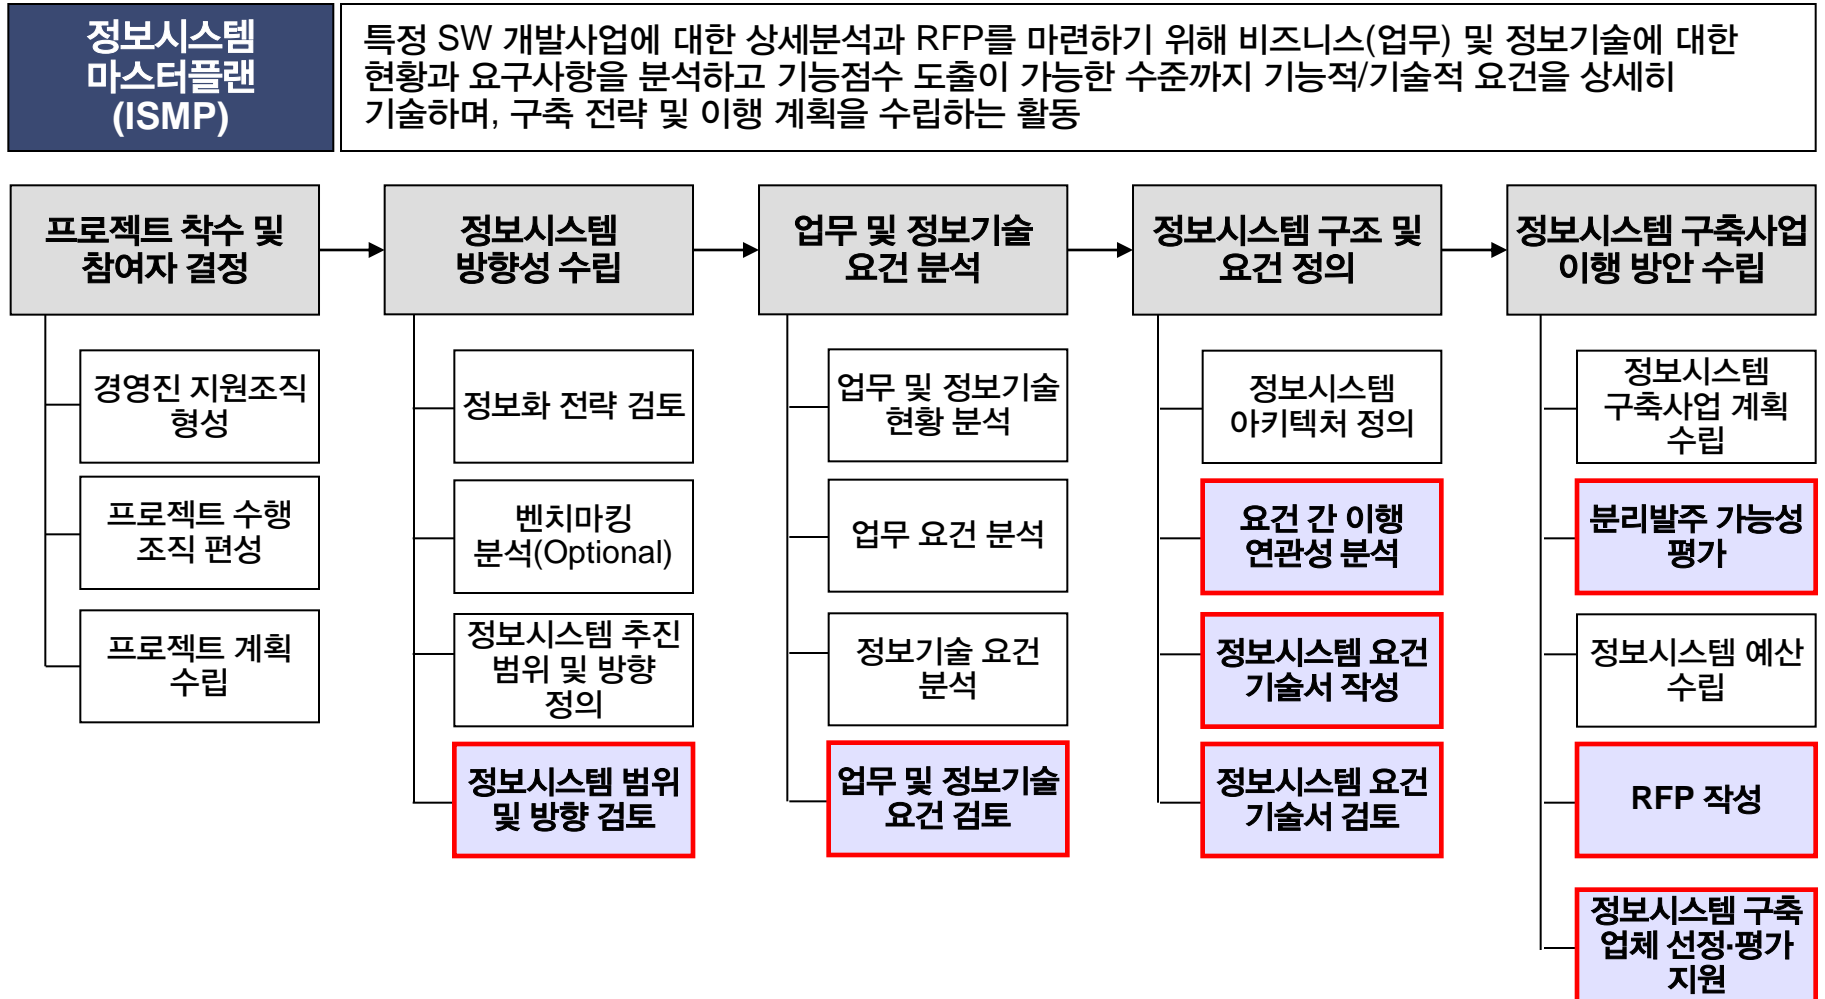 정보시스템
마스터플랜
(ISMP)
특정 SW 개발사업에 대한 상세분석과 RFP를 마련하기 위해 비즈니스(업무) 및 정보기술에 대한
현황과 요구사항을 분석하고 기능점수 도출이 가능한 수준까지 기능적/기술적 요건을 상세히
기술하며, 구축 전략 및 이행 계획을 수립하는 활동
프로젝트 착수 및
참여자 결정
경영진 지원조직
형성
프로젝트 수행
조직 편성
프로젝트 계획
수립
정보시스템
방향성 수립
정보화 전략 검토
벤치마킹
분석(Optional)
정보시스템 추진
범위 및 방향
정의
정보시스템 범위
및 방향 검토
업무 및 정보기술
요건 분석
업무 및 정보기술
현황 분석
업무 요건 분석
정보기술 요건
분석
업무 및 정보기술
요건 검토
정보시스템 구조 및
요건 정의
정보시스템
아키텍처 정의
요건 간 이행
연관성 분석
정보시스템 요건
기술서 작성
정보시스템 요건
기술서 검토
정보시스템 구축사업
이행 방안 수립
정보시스템
구축사업 계획
수립
분리발주 가능성
평가
정보시스템 예산
수립
RFP 작성
정보시스템 구축
업체 선정·평가
지원